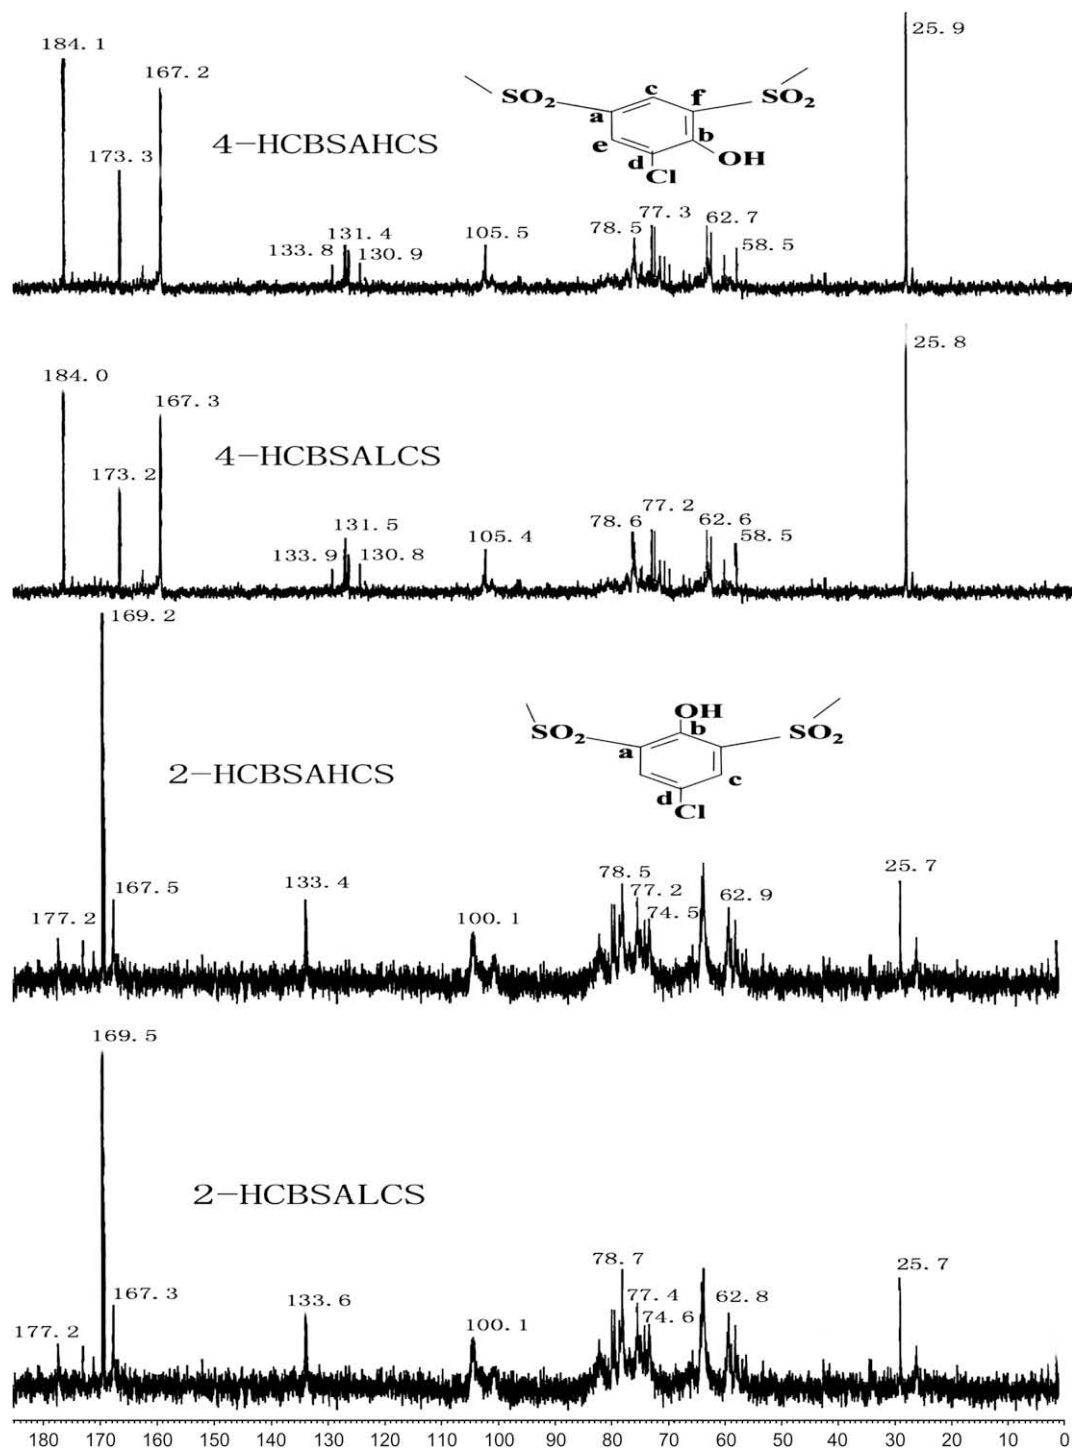 184.1
167.2
173.3
4-HCBSAHCS
SO2 c f SO2
a b
e OH
d
Cl
133.8 131.4 130.9
105.5
78.5 77.3 62.7 58.5
25.9
184.0
167.3
173.2
4-HCBSALCS
133.9 131.5 130.8
105.4
78.6 77.2 62.6 58.5
25.8
169.2
2-HCBSAHCS
OH
SO2 b SO2
a
d c
Cl
177.2 167.5
133.4
100.1
78.5 77.2 74.5 62.9
25.7
169.5
2-HCBSALCS
177.2 167.3
133.6
100.1
78.7 77.4 74.6 62.8
25.7
180 170 160 150 140 130 120 110 100 90 80 70 60 50 40 30 20 10 0